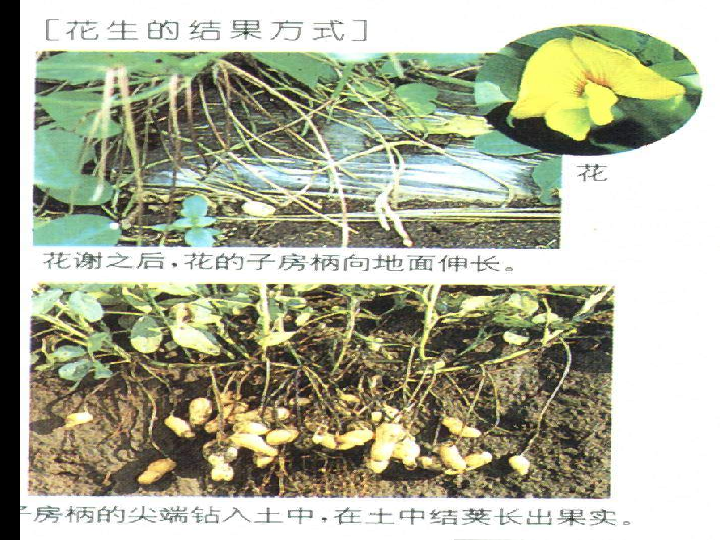 [花生的结果方式]
花
花谢之后,花的子房柄向地面伸长。
子房柄的尖端钻入土中,在土中结荚长出果实。